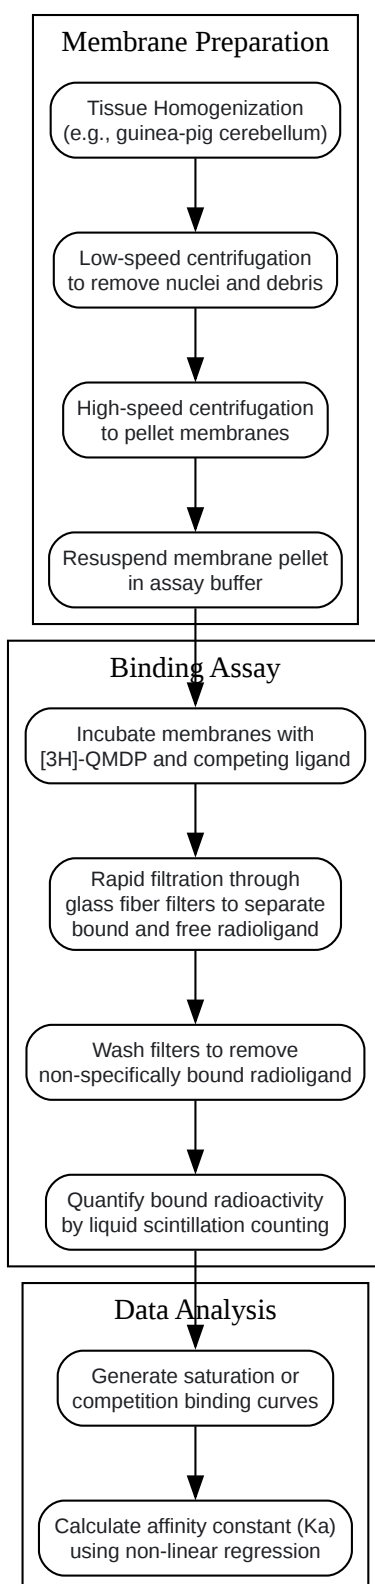 Membrane Preparation
Tissue Homogenization
(e.g., guinea-pig cerebellum)
Low-speed centrifugation
to remove nuclei and debris
High-speed centrifugation
to pellet membranes
Resuspend membrane pellet
in assay buffer
Binding Assay
Incubate membranes with
[3H]-QMDP and competing ligand
Rapid filtration through
glass fiber filters to separate
bound and free radioligand
Wash filters to remove
non-specifically bound radioligand
Quantify bound radioactivity
by liquid scintillation counting
Data Analysis
Generate saturation or
competition binding curves
Calculate affinity constant (Ka)
using non-linear regression